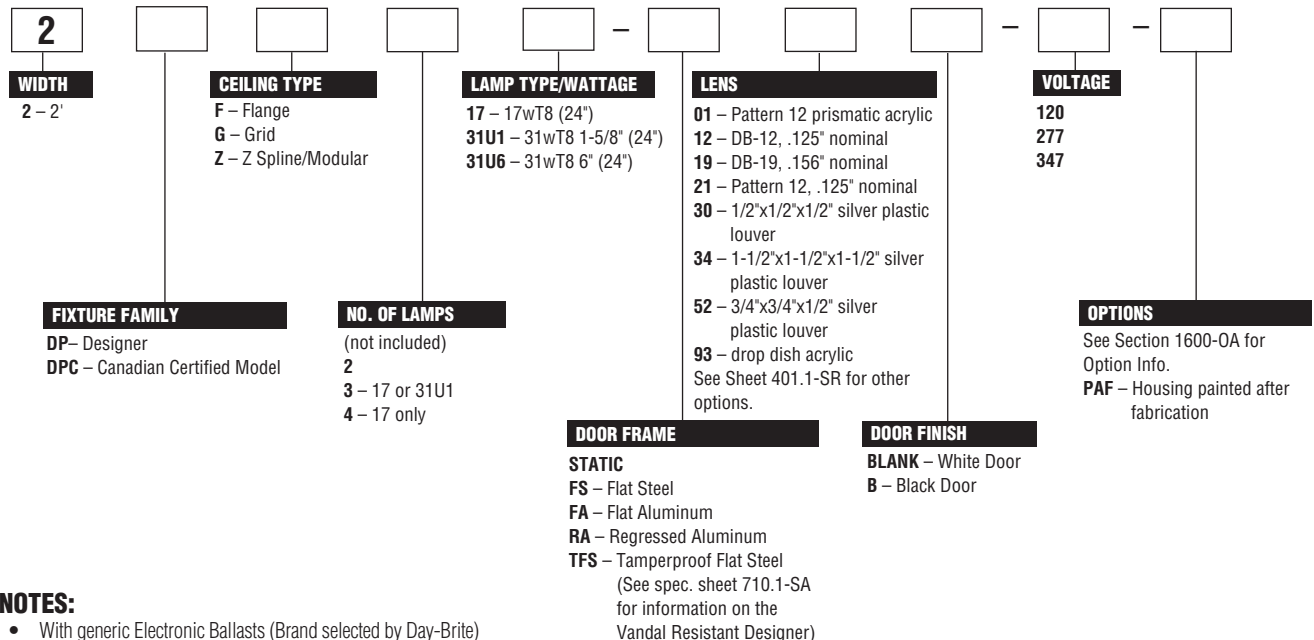 2
–
–
–
WIDTH
2 – 2'
CEILING TYPE
F – Flange
G – Grid
Z – Z Spline/Modular
LAMP TYPE/WATTAGE
17 – 17wT8 (24")
31U1 – 31wT8 1-5/8" (24")
31U6 – 31wT8 6" (24")
LENS
01 – Pattern 12 prismatic acrylic
12 – DB-12, .125" nominal
19 – DB-19, .156" nominal
21 – Pattern 12, .125" nominal
30 – 1/2"x1/2"x1/2" silver plastic
louver
34 – 1-1/2"x1-1/2"x1-1/2" silver
plastic louver
52 – 3/4"x3/4"x1/2" silver
plastic louver
93 – drop dish acrylic
See Sheet 401.1-SR for other
options.
VOLTAGE
120
277
347
FIXTURE FAMILY
DP– Designer
DPC – Canadian Certified Model
NO. OF LAMPS
(not included)
2
3 – 17 or 31U1
4 – 17 only
OPTIONS
See Section 1600-OA for
Option Info.
PAF – Housing painted after
fabrication
DOOR FRAME
STATIC
FS – Flat Steel
FA – Flat Aluminum
RA – Regressed Aluminum
TFS – Tamperproof Flat Steel
(See spec. sheet 710.1-SA
for information on the
Vandal Resistant Designer)
DOOR FINISH
BLANK – White Door
B – Black Door
NOTES:
• With generic Electronic Ballasts (Brand selected by Day-Brite)